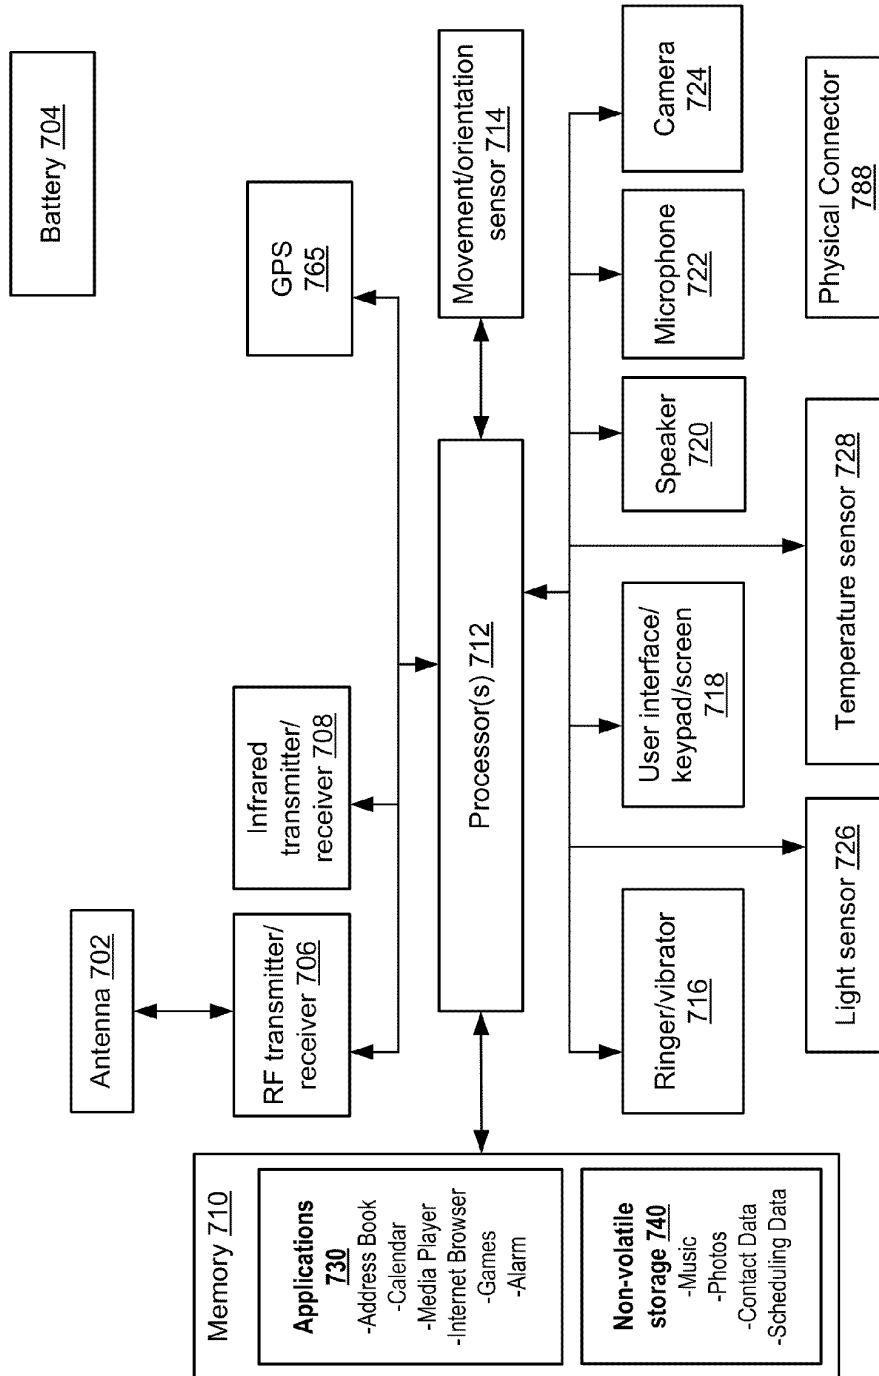 Battery 704
GPS
765
Movement/orientation
sensor 714
Camera
724
Microphone
722
Speaker
720
Physical Connector
788
Processor(s) 712
Infrared
transmitter/
receiver 708
Antenna 702
RF transmitter/
receiver 706
User interface/
keypad/screen
718
Temperature sensor 728
Ringer/vibrator
716
Light sensor 726
Memory 710
Applications
730
-Address Book
-Calendar
-Media Player
-Internet Browser
-Games
-Alarm
Non-volatile
storage 740
-Music
-Photos
-Contact Data
-Scheduling Data